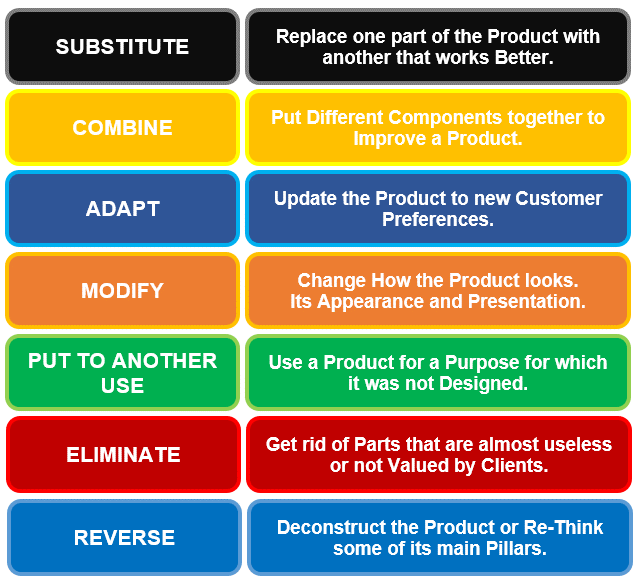 SUBSTITUTE
Replace one part of the Product with
another that works Better.
COMBINE
Put Different Components together to
Improve a Product.
ADAPT
Update the Product to new Customer
Preferences.
MODIFY
Change How the Product looks.
Its Appearance and Presentation.
PUT TO ANOTHER
USE
Use a Product for a Purpose for which
it was not Designed.
ELIMINATE
Get rid of Parts that are almost useless
or not Valued by Clients.
REVERSE
Deconstruct the Product or Re-Think
some of its main Pillars.